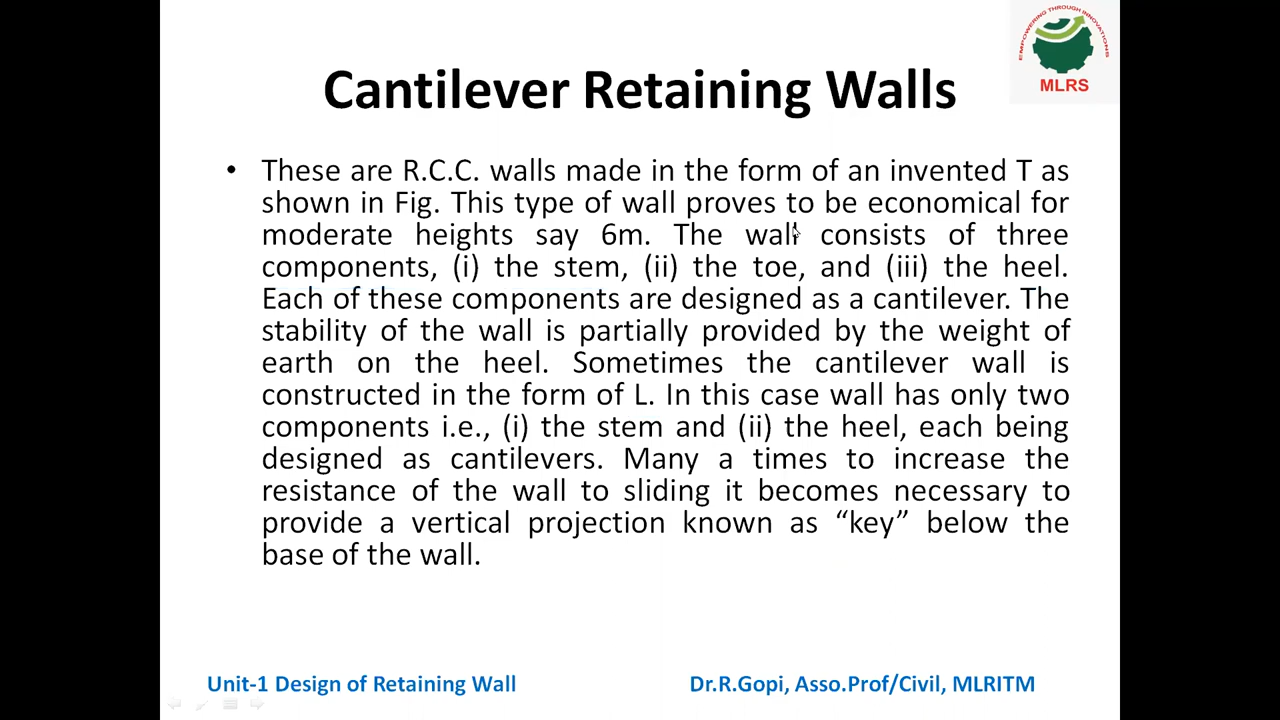 EMPOWERING THROUGH INNOVATIONS
MLRS
Cantilever Retaining Walls
• These are R.C.C. walls made in the form of an invented T as
shown in Fig. This type of wall proves to be economical for
moderate heights say 6m. The wall consists of three
components, (i) the stem, (ii) the toe, and (iii) the heel.
Each of these components are designed as a cantilever. The
stability of the wall is partially provided by the weight of
earth on the heel. Sometimes the cantilever wall is
constructed in the form of L. In this case wall has only two
components i.e., (i) the stem and (ii) the heel, each being
designed as cantilevers. Many a times to increase the
resistance of the wall to sliding it becomes necessary to
provide a vertical projection known as “key” below the
base of the wall.
Unit-1 Design of Retaining Wall
Dr.R.Gopi, Asso.Prof/Civil, MLRITM